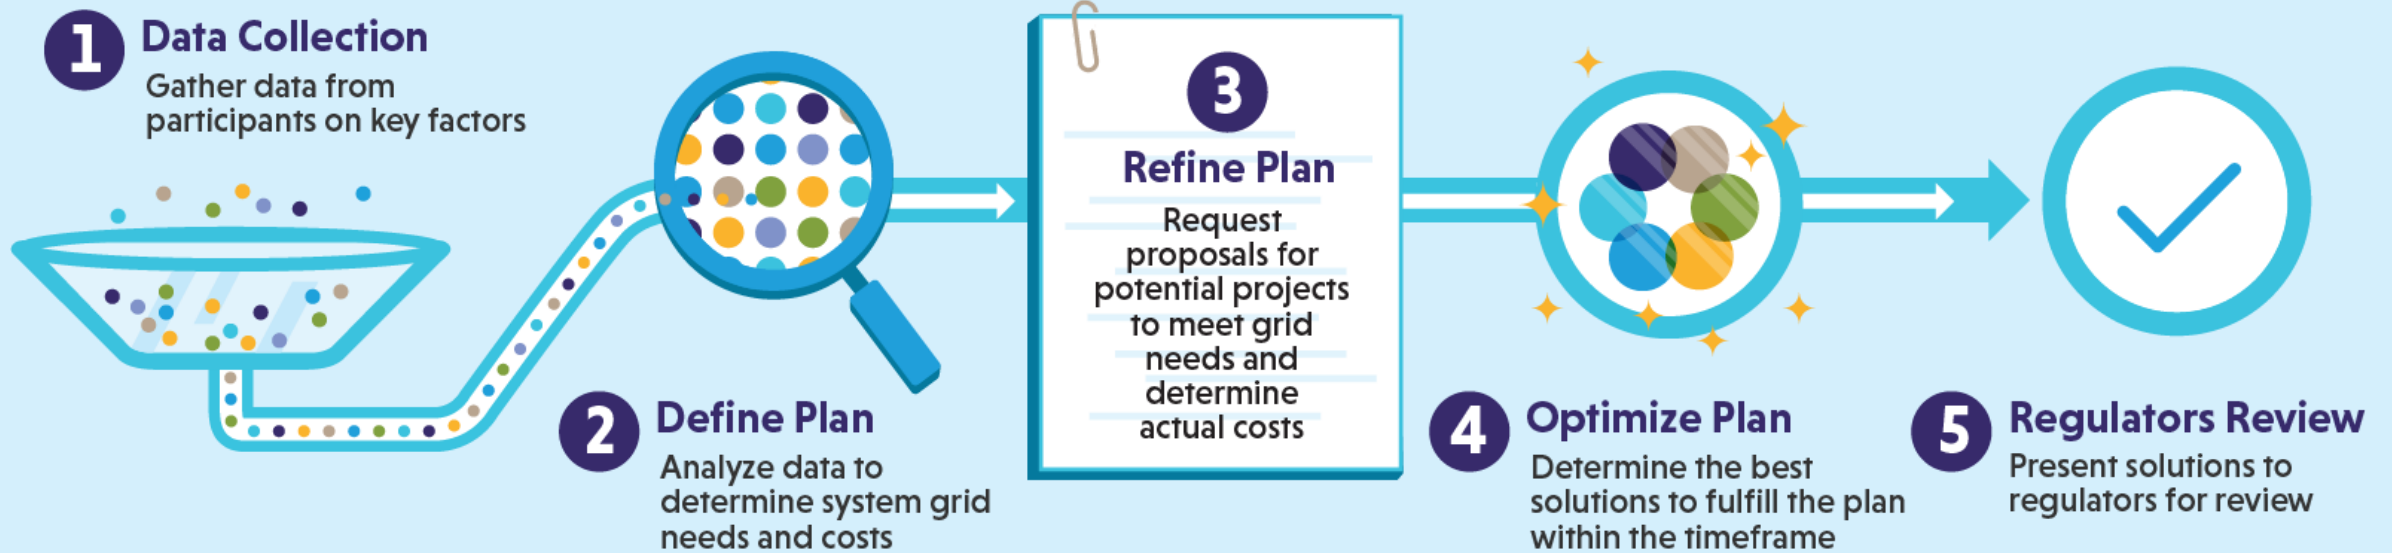 1
Data Collection
Gather data from
participants on key factors
2
Define Plan
Analyze data to
determine system grid
needs and costs
3
Refine Plan
Request
proposals for
potential projects
to meet grid
needs and
determine
actual costs
4
Optimize Plan
Determine the best
solutions to fulfill the plan
within the timeframe
5
Regulators Review
Present solutions to
regulators for review